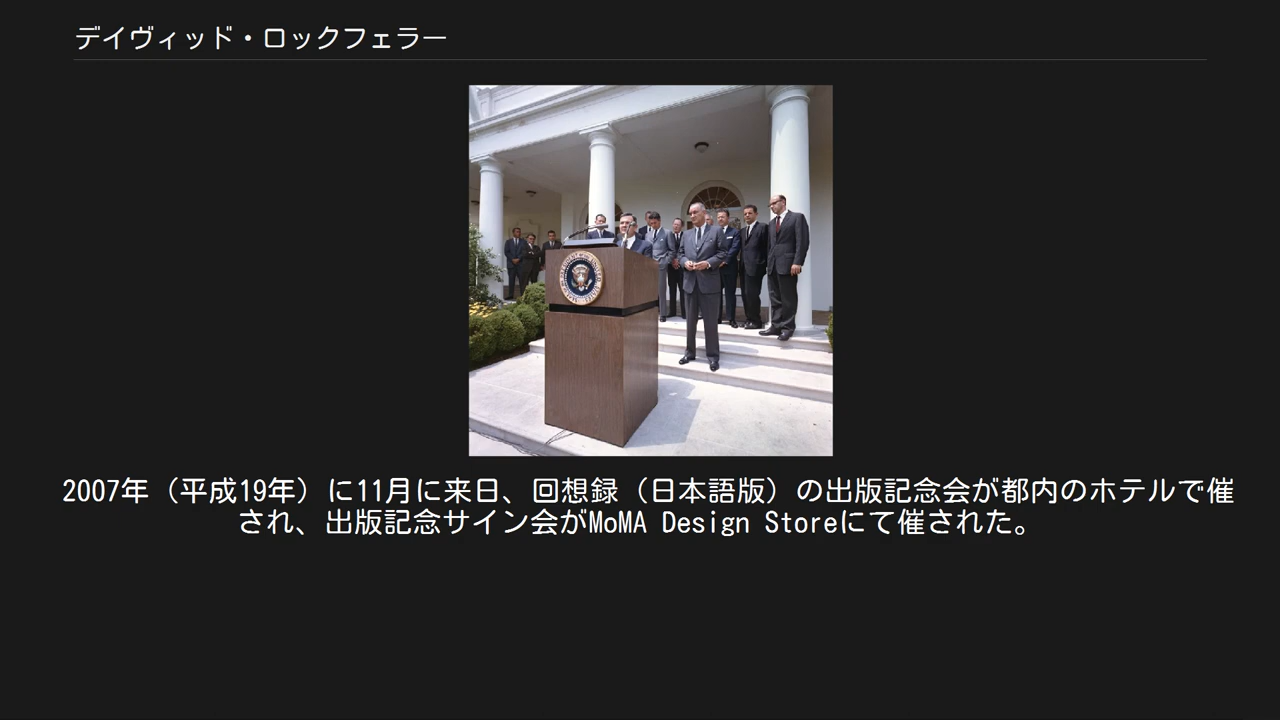 デイヴィッド・ロックフェラー
2007年（平成19年）に11月に来日、回想録（日本語版）の出版記念会が都内のホテルで催
され、出版記念サイン会がMoMA Design Storeにて催された。